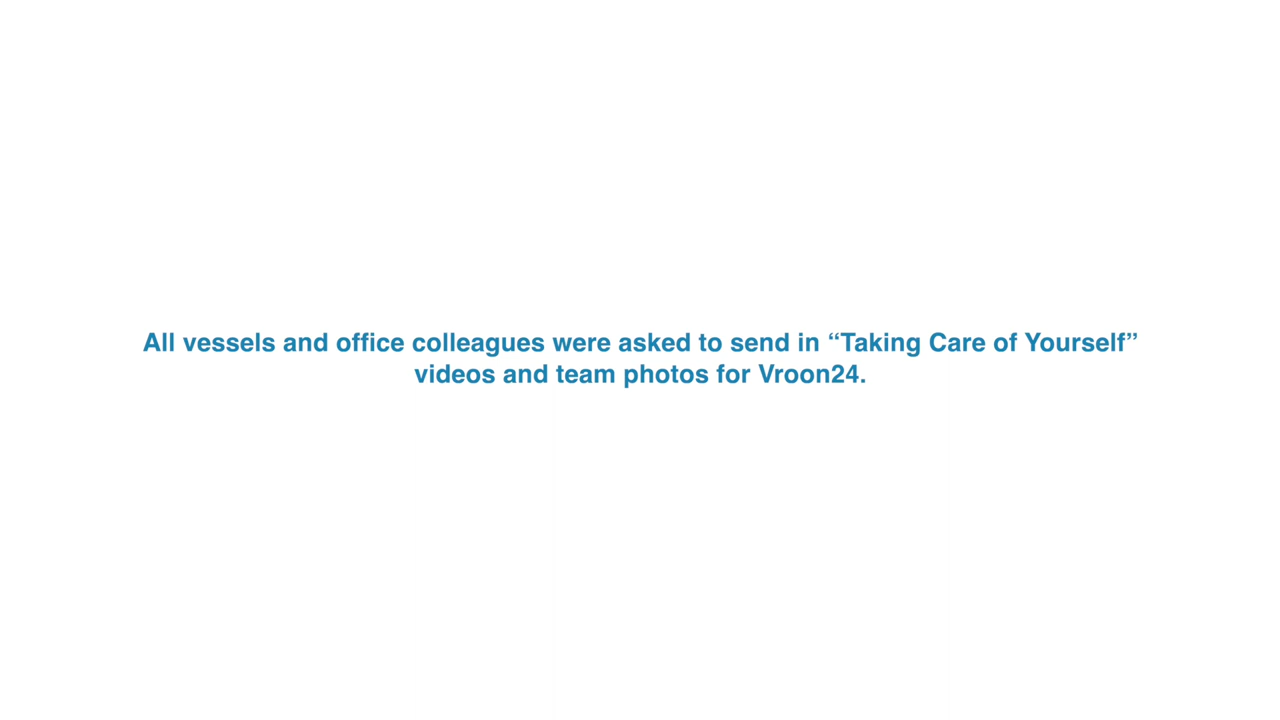 All vessels and office colleagues were asked to send in “Taking Care of Yourself”
videos and team photos for Vroon24.